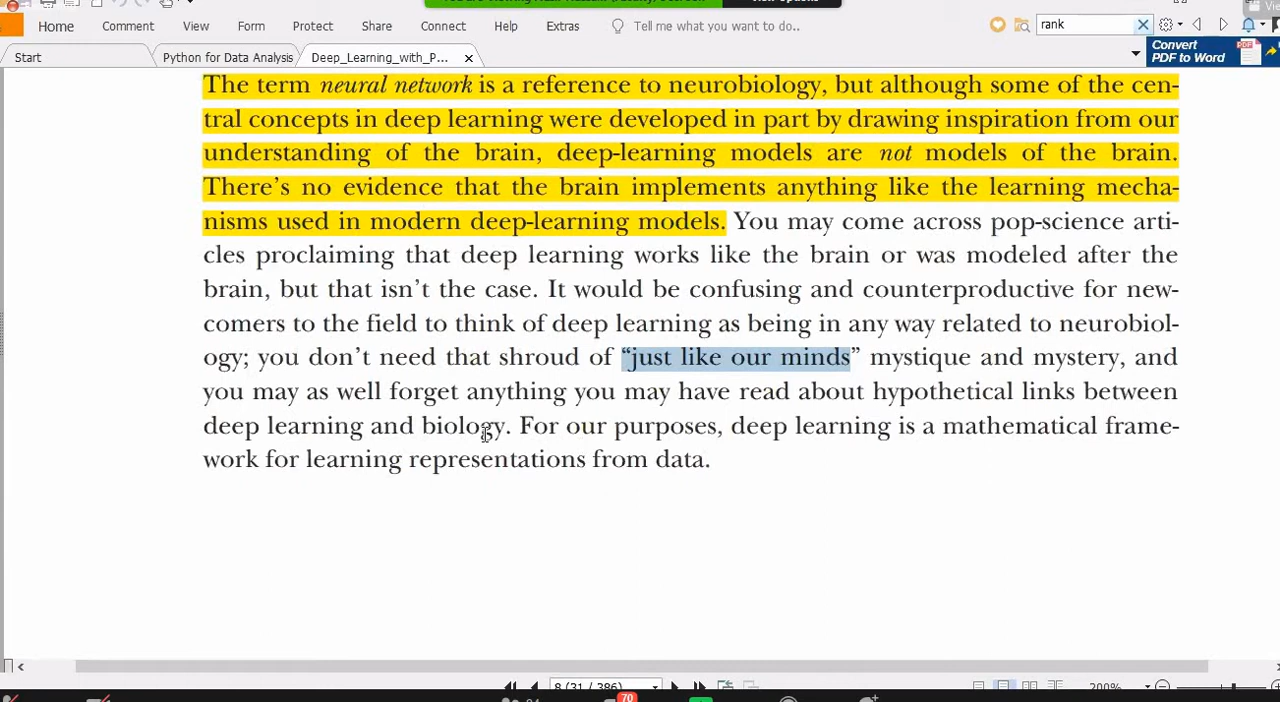 Home Comment View Form Protect Share Connect Help Extras Tell me what you want to do.. rank
Start Python for Data Analysis Deep_Learning_with_P... Convert
PDF to Word
The term neural network is a reference to neurobiology, but although some of the cen-
tral concepts in deep learning were developed in part by drawing inspiration from our
understanding of the brain, deep-learning models are not models of the brain.
There's no evidence that the brain implements anything like the learning mecha-
nisms used in modern deep-learning models. You may come across pop-science arti-
cles proclaiming that deep learning works like the brain or was modeled after the
brain, but that isn't the case. It would be confusing and counterproductive for new-
comers to the field to think of deep learning as being in any way related to neurobiol-
ogy; you don't need that shroud of “just like our minds” mystique and mystery, and
you may as well forget anything you may have read about hypothetical links between
deep learning and biology. For our purposes, deep learning is a mathematical frame-
work for learning representations from data.
8 (31 / 386) 200%
70